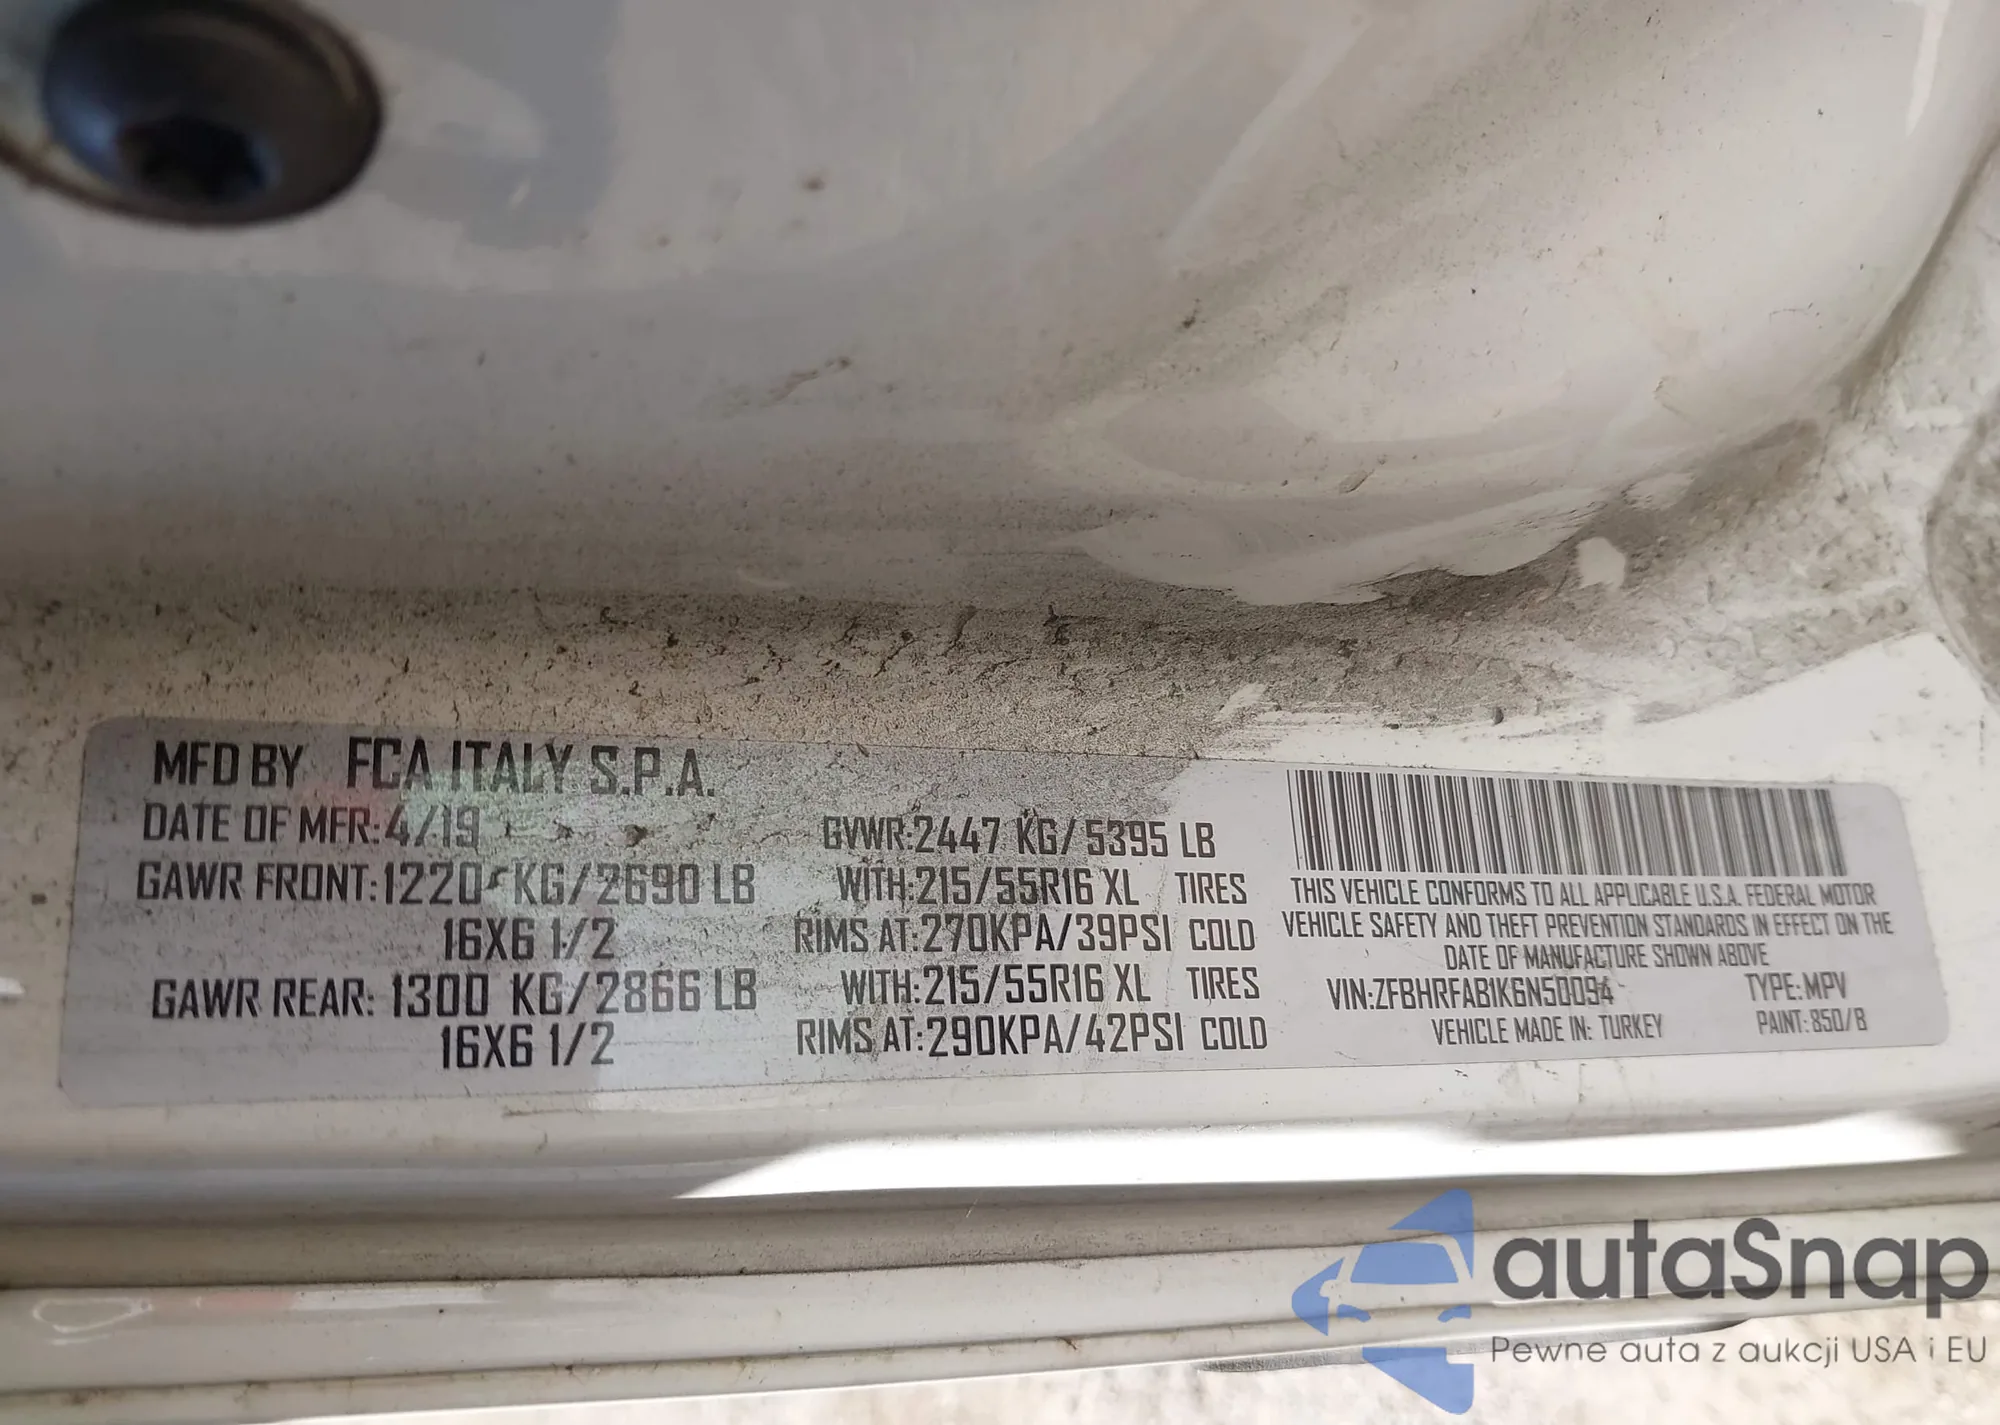 MFD BY FCA ITALY S.P.A.
DATE OF MFR:4/19
GAWR FRONT:1220 KG/2690 LB
16X6 1/2
GAWR REAR: 1300 KG/2866 LB
16X6 1/2
GVWR:2447 KG/5395 LB
WITH:215/55R16 XL TIRES
RIMS AT:270KPA/39PSI COLD
WITH:215/55R16 XL TIRES
RIMS AT:290KPA/42PSI COLD
THIS VEHICLE CONFORMS TO ALL APPLICABLE U.S.A. FEDERAL MOTOR
VEHICLE SAFETY AND THEFT PREVENTION STANDARDS IN EFFECT ON THE
DATE OF MANUFACTURE SHOWN ABOVE
VIN:ZFBHRFAB1K6N50094 TYPE:MPV
VEHICLE MADE IN: TURKEY PAINT:850/B
autaSnap
Pewne auta z aukcji USA i EU